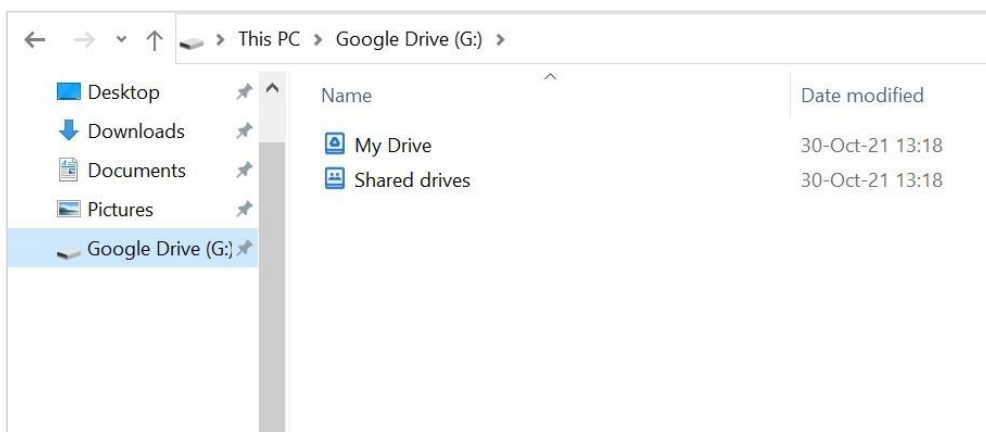 This PC > Google Drive (G:) >
Desktop
Downloads
Documents
Pictures
Google Drive (G:)
Name Date modified
My Drive 30-Oct-21 13:18
Shared drives 30-Oct-21 13:18